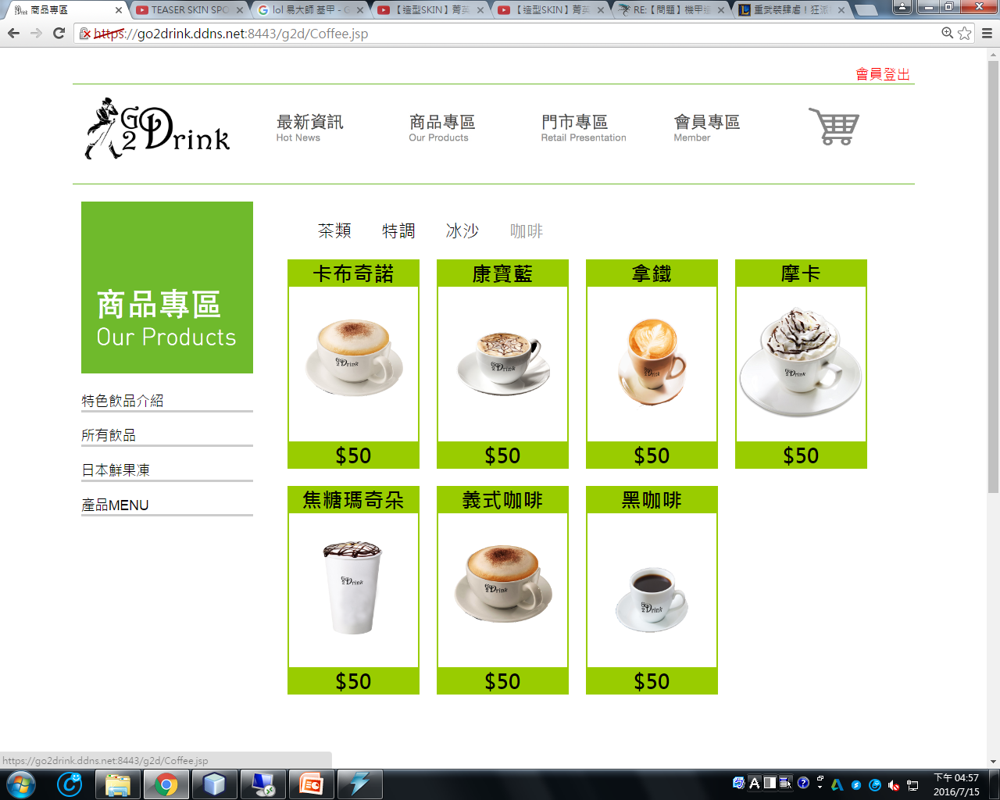 商品專區
TEASER SKIN SPO
lol 易大師 基甲 - G
【造型SKIN】菁英
【造型SKIN】菁英
RE:【問題】機甲造
重武裝肆虐！狂派
https://go2drink.ddns.net:8443/g2d/Coffee.jsp
會員登出
GO 2 Drink
最新資訊
Hot News
商品專區
Our Products
門市專區
Retail Presentation
會員專區
Member
商品專區
Our Products
特色飲品介紹
所有飲品
日本鮮果凍
產品MENU
茶類 特調 冰沙 咖啡
卡布奇諾 康寶藍 拿鐵 摩卡
$50 $50 $50 $50
焦糖瑪奇朵 義式咖啡 黑咖啡
$50 $50 $50
https://go2drink.ddns.net:8443/g2d/Coffee.jsp
下午 04:57
2016/7/15